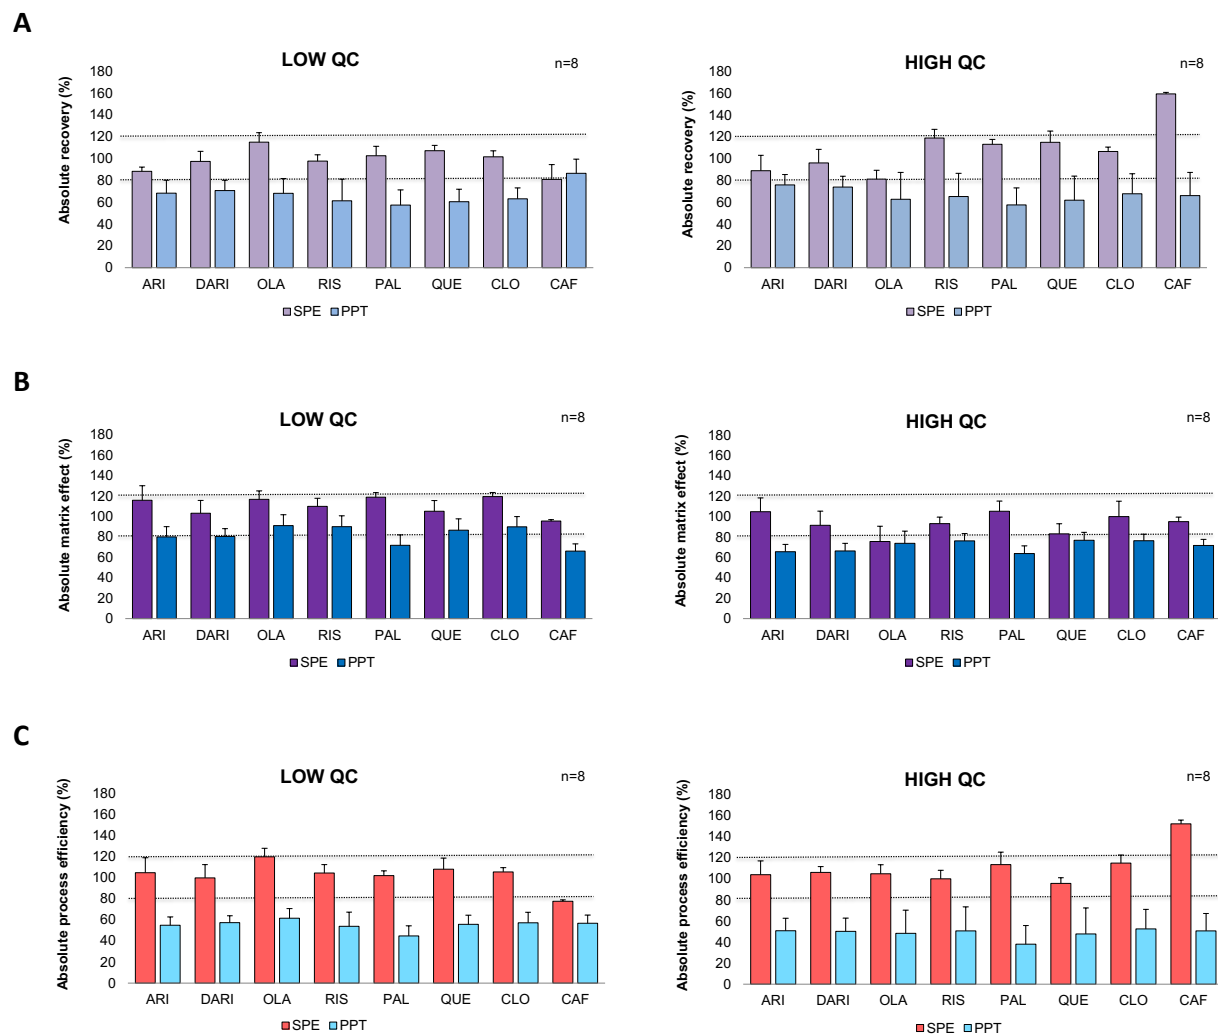 A
LOW QC
n=8
Absolute recovery (%)
180
160
140
120
100
80
60
40
20
0
ARI DARI OLA RIS PAL QUE CLO CAF
SPE PPT
HIGH QC
n=8
Absolute recovery (%)
180
160
140
120
100
80
60
40
20
0
ARI DARI OLA RIS PAL QUE CLO CAF
SPE PPT
B
LOW QC
n=8
Absolute matrix effect (%)
180
160
140
120
100
80
60
40
20
0
ARI DARI OLA RIS PAL QUE CLO CAF
SPE PPT
HIGH QC
n=8
Absolute matrix effect (%)
180
160
140
120
100
80
60
40
20
0
ARI DARI OLA RIS PAL QUE CLO CAF
SPE PPT
C
LOW QC
n=8
Absolute process efficiency (%)
180
160
140
120
100
80
60
40
20
0
ARI DARI OLA RIS PAL QUE CLO CAF
SPE PPT
HIGH QC
n=8
Absolute process efficiency (%)
180
160
140
120
100
80
60
40
20
0
ARI DARI OLA RIS PAL QUE CLO CAF
SPE PPT